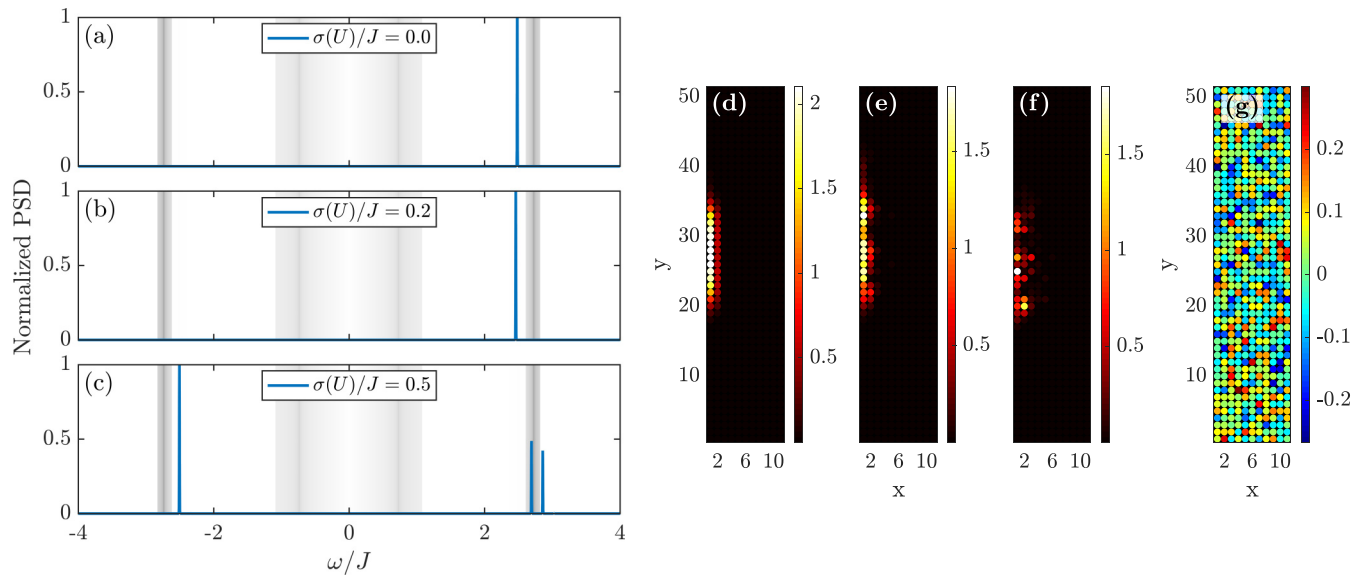 Normalized PSD
1
0.5
0
(a)
σ(U)/J = 0.0
1
0.5
0
(b)
σ(U)/J = 0.2
1
0.5
0
(c)
σ(U)/J = 0.5
-4 -2 0 2 4
ω/J
(d)
y
50
40
30
20
10
2 6 10
2
1.5
1
0.5
(e)
2 6 10
x
1.5
1
0.5
(f)
2 6 10
1.5
1
0.5
(g)
y
50
40
30
20
10
2 6 10
x
0.2
0.1
0
-0.1
-0.2